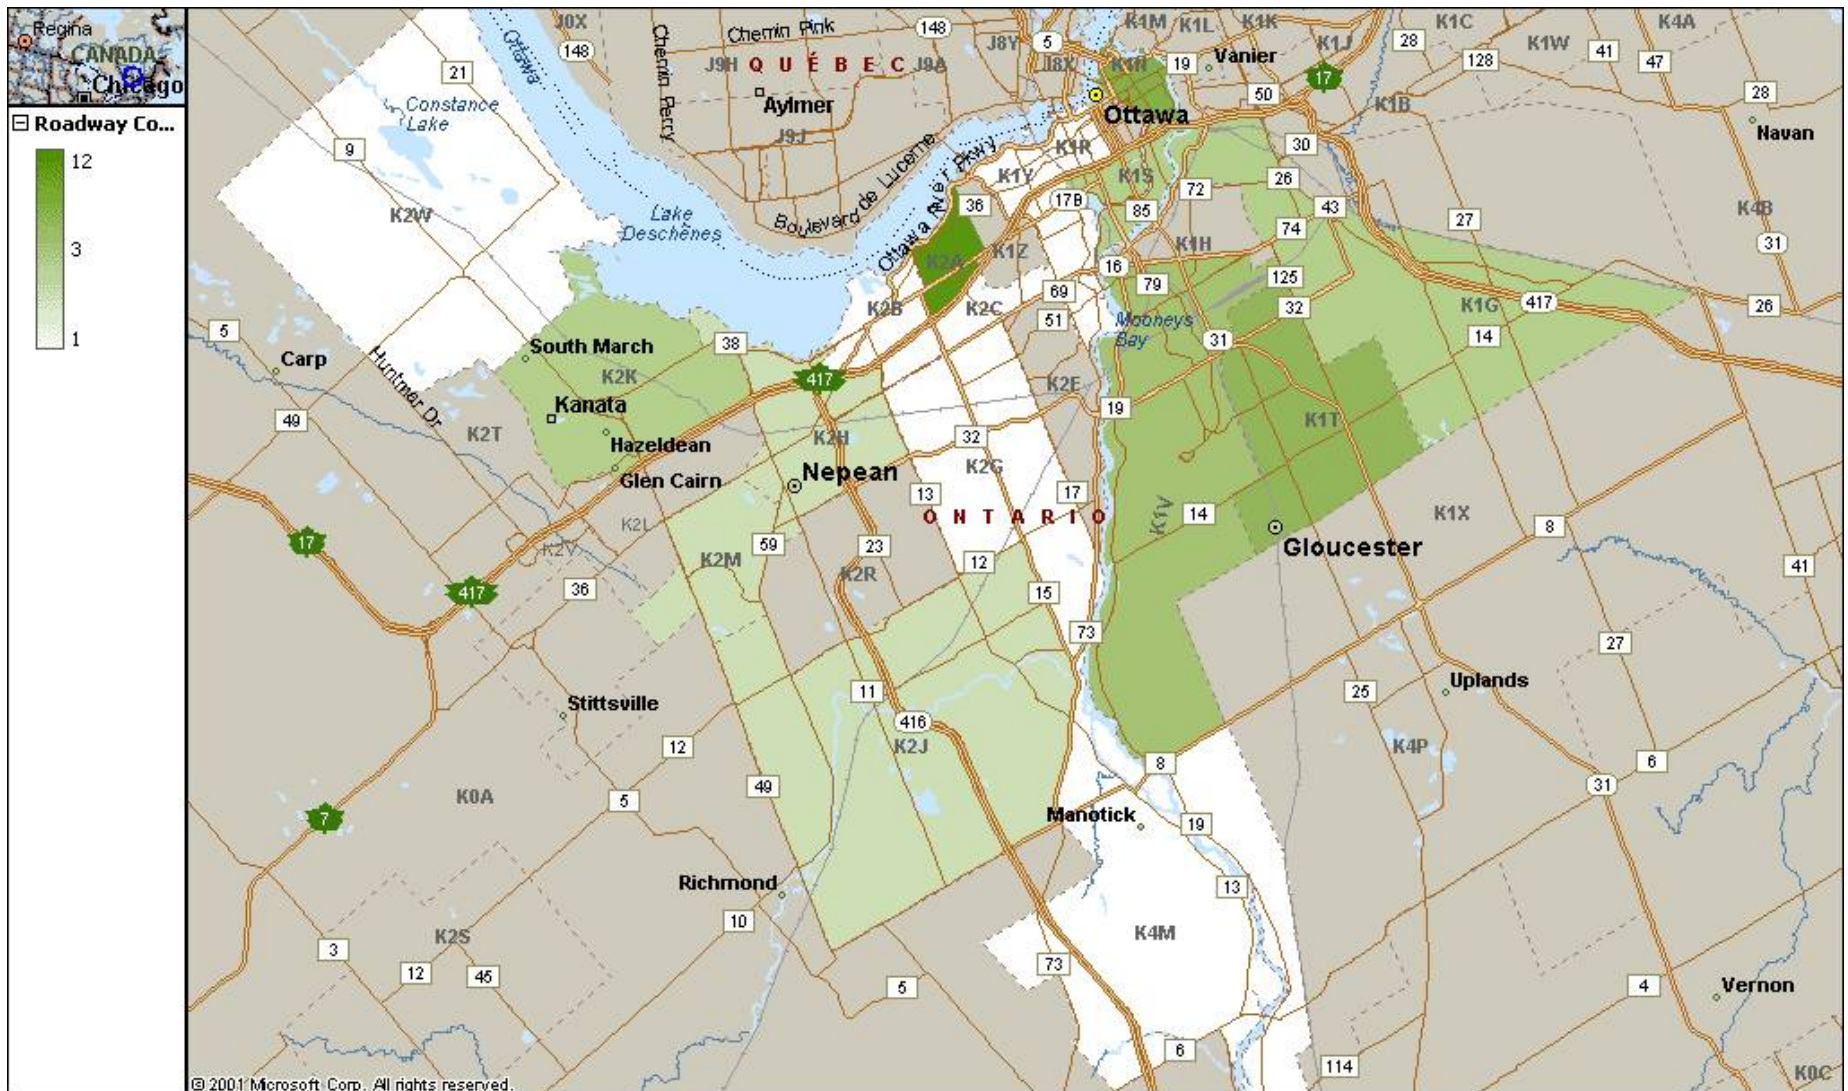 Regina
CANADA
Chicago
Roadway Co...
12
3
1
J0X
Chemin Pink
148
K1M
K1L
K1K
K1C
K4A
Ottawa
148
Chemin Perry
J8Y
5
K1J
28
K1W
41
47
21
J9H
QUÉBEC
J9A
J8X
K1N
19
Vanier
17
128
Constance
Lake
Aylmer
Ottawa
50
K1B
28
Navan
J9J
9
Boulevard de Lucerne
K1R
30
K2W
Lake
Deschênes
Ottawa River Pkwy
K1Y
K1S
26
36
17B
85
72
43
27
K4B
74
31
K2A
K1Z
K1H
16
125
79
K2B
K2C
69
32
K1G
417
26
51
Mooneys
Bay
14
5
Carp
Huntmar Dr
South March
38
31
K2K
417
K2E
Kanata
19
49
K2T
Hazeldean
K2H
32
K1T
Glen Cairn
Nepean
K2G
13
17
ONTARIO
K1V
14
K1X
8
K2L
17
K2V
59
23
Gloucester
K2M
K2R
12
41
417
36
15
73
27
11
25
Uplands
Stittsville
416
12
K2J
K4P
8
6
K0A
49
5
31
7
Manotick
19
Richmond
13
10
K2S
K4M
3
12
45
73
5
4
Vernon
6
114
K0C
© 2001 Microsoft Corp. All rights reserved.